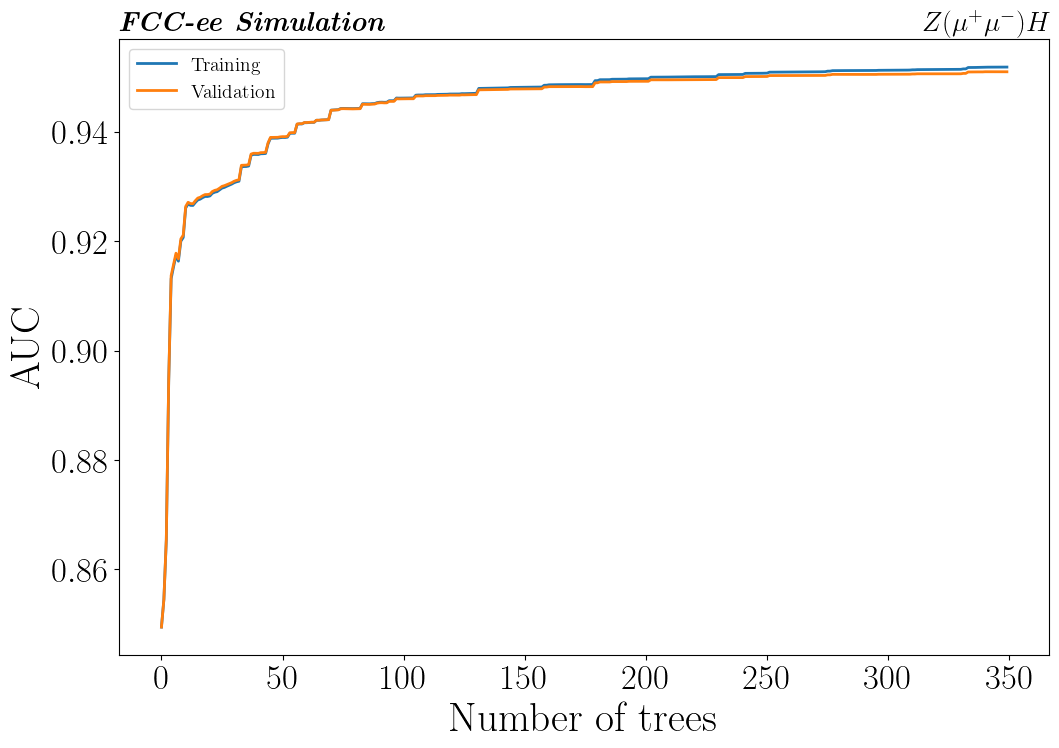 FCC-ee Simulation
Z(μ⁺μ⁻)H
Training
Validation
0.94
0.92
0.90
0.88
0.86
AUC
0 50 100 150 200 250 300 350
Number of trees